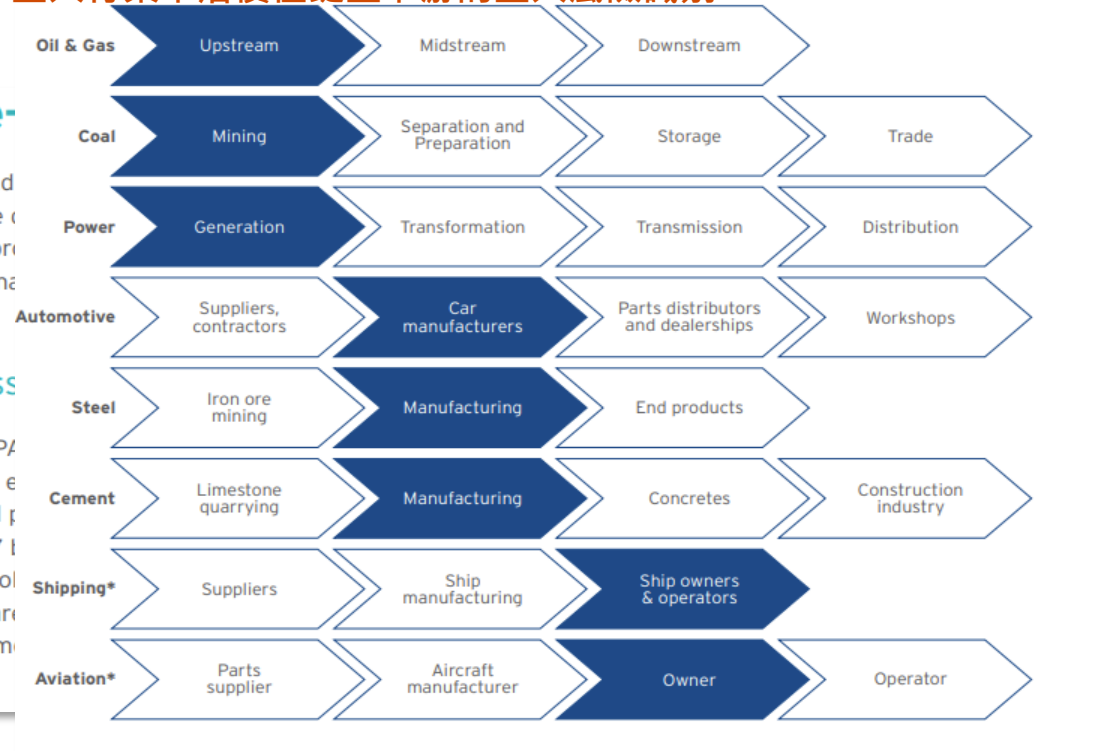 Oil & Gas
Upstream
Midstream
Downstream
Coal
Mining
Separation and
Preparation
Storage
Trade
Power
Generation
Transformation
Transmission
Distribution
Automotive
Suppliers,
contractors
Car
manufacturers
Parts distributors
and dealerships
Workshops
Steel
Iron ore
mining
Manufacturing
End products
Cement
Limestone
quarrying
Manufacturing
Concretes
Construction
industry
Shipping*
Suppliers
Ship
manufacturing
Ship owners
& operators
Aviation*
Parts
supplier
Aircraft
manufacturer
Owner
Operator